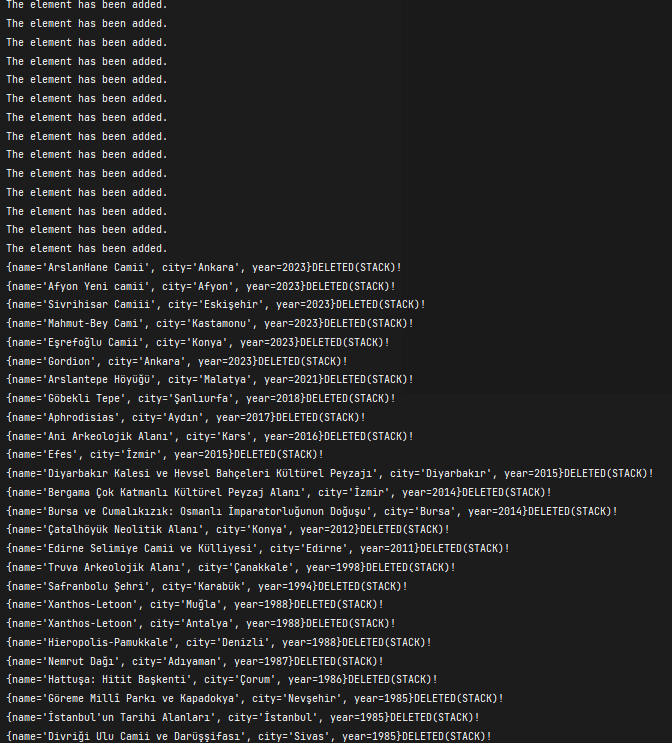 The element has been added.
The element has been added.
The element has been added.
The element has been added.
The element has been added.
The element has been added.
The element has been added.
The element has been added.
The element has been added.
The element has been added.
The element has been added.
The element has been added.
The element has been added.
The element has been added.
{name='ArslanHane Camii', city='Ankara', year=2023}DELETED(STACK)!
{name='Afyon Yeni camii', city='Afyon', year=2023}DELETED(STACK)!
{name='Sivrihisar Camiii', city='Eskişehir', year=2023}DELETED(STACK)!
{name='Mahmut-Bey Cami', city='Kastamonu', year=2023}DELETED(STACK)!
{name='Eşrefoğlu Camii', city='Konya', year=2023}DELETED(STACK)!
{name='Gordion', city='Ankara', year=2023}DELETED(STACK)!
{name='Arslantepe Höyüğü', city='Malatya', year=2021}DELETED(STACK)!
{name='Göbekli Tepe', city='Şanlıurfa', year=2018}DELETED(STACK)!
{name='Aphrodisias', city='Aydın', year=2017}DELETED(STACK)!
{name='Ani Arkeolojik Alanı', city='Kars', year=2016}DELETED(STACK)!
{name='Efes', city='İzmir', year=2015}DELETED(STACK)!
{name='Diyarbakır Kalesi ve Hevsel Bahçeleri Kültürel Peyzajı', city='Diyarbakır', year=2015}DELETED(STACK)!
{name='Bergama Çok Katmanlı Kültürel Peyzaj Alanı', city='İzmir', year=2014}DELETED(STACK)!
{name='Bursa ve Cumalıkızık: Osmanlı İmparatorluğunun Doğuşu', city='Bursa', year=2014}DELETED(STACK)!
{name='Çatalhöyük Neolitik Alanı', city='Konya', year=2012}DELETED(STACK)!
{name='Edirne Selimiye Camii ve Külliyesi', city='Edirne', year=2011}DELETED(STACK)!
{name='Truva Arkeolojik Alanı', city='Çanakkale', year=1998}DELETED(STACK)!
{name='Safranbolu Şehri', city='Karabük', year=1994}DELETED(STACK)!
{name='Xanthos-Letoon', city='Muğla', year=1988}DELETED(STACK)!
{name='Xanthos-Letoon', city='Antalya', year=1988}DELETED(STACK)!
{name='Hieropolis-Pamukkale', city='Denizli', year=1988}DELETED(STACK)!
{name='Nemrut Dağı', city='Adıyaman', year=1987}DELETED(STACK)!
{name='Hattuşa: Hitit Başkenti', city='Çorum', year=1986}DELETED(STACK)!
{name='Göreme Millî Parkı ve Kapadokya', city='Nevşehir', year=1985}DELETED(STACK)!
{name='İstanbul'un Tarihi Alanları', city='İstanbul', year=1985}DELETED(STACK)!
{name='Divriği Ulu Camii ve Darüşşifası', city='Sivas', year=1985}DELETED(STACK)!